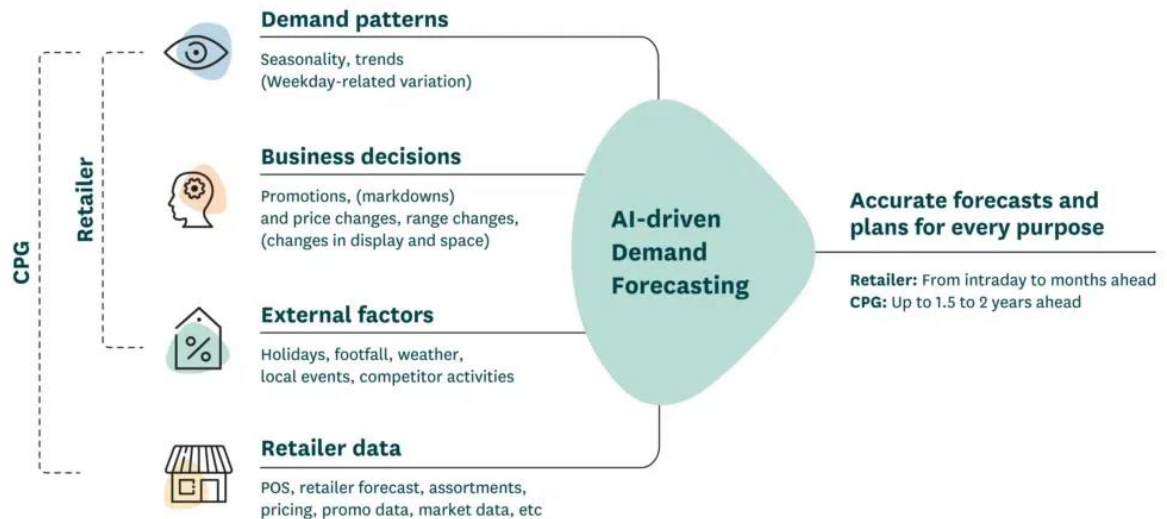 CPG
Retailer
Demand patterns
Seasonality, trends
(Weekday-related variation)
Business decisions
Promotions, (markdowns)
and price changes, range changes,
(changes in display and space)
External factors
Holidays, footfall, weather,
local events, competitor activities
Retailer data
POS, retailer forecast, assortments,
pricing, promo data, market data, etc
AI-driven
Demand
Forecasting
Accurate forecasts and
plans for every purpose
Retailer: From intraday to months ahead
CPG: Up to 1.5 to 2 years ahead